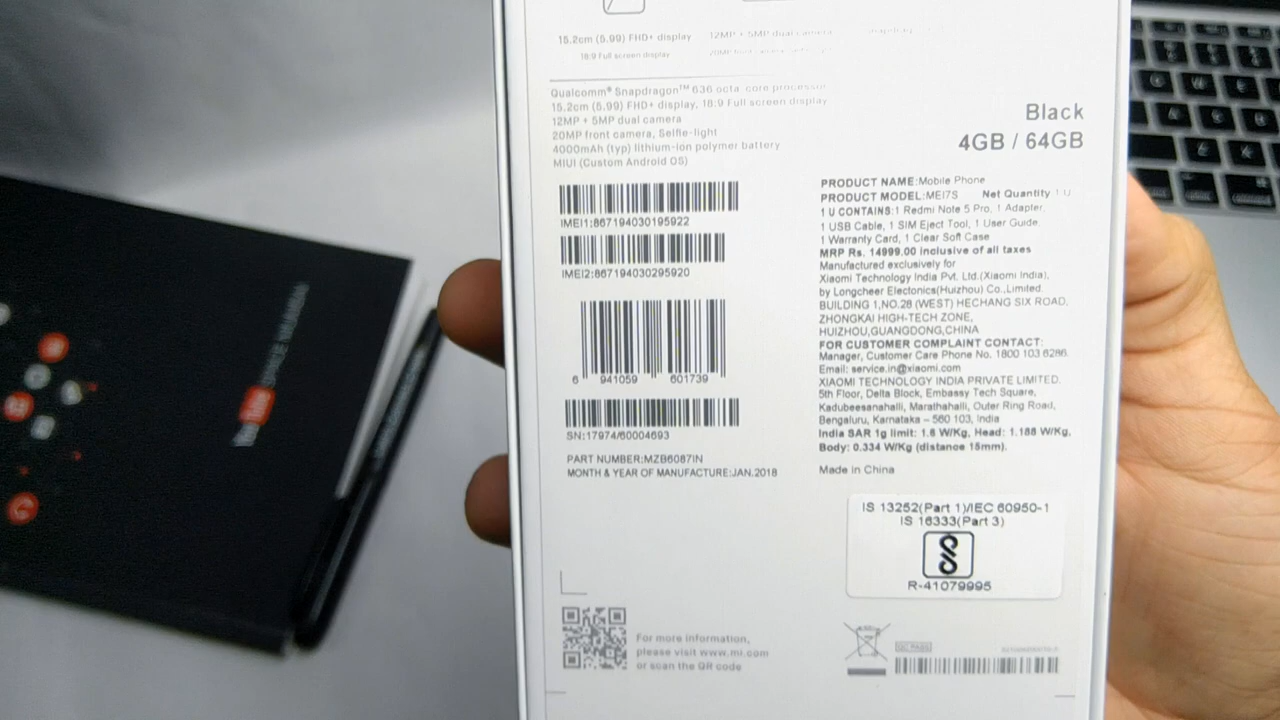 15.2cm (5.99) FHD+ display
12MP + 5MP dual camera
18:9 Full screen display
Qualcomm® Snapdragon™ 636 octa core processor
15.2cm (5.99) FHD+ display, 18:9 Full screen display
12MP + 5MP dual camera
20MP front camera, Selfie-light
4000mAh (typ) lithium-ion polymer battery
MIUI (Custom Android OS)
Black
4GB / 64GB
IMEI1:867194030195922
IMEI2:867194030295920
6 941059 601739
SN:17974/60004693
PART NUMBER:MZB6087IN
MONTH & YEAR OF MANUFACTURE:JAN.2018
PRODUCT NAME:Mobile Phone
PRODUCT MODEL:MEI7S Net Quantity 1 U
1 U CONTAINS:1 Redmi Note 5 Pro, 1 Adapter,
1 USB Cable, 1 SIM Eject Tool, 1 User Guide,
1 Warranty Card, 1 Clear Soft Case
MRP Rs. 14999.00 inclusive of all taxes
Manufactured exclusively for
Xiaomi Technology India Pvt. Ltd.(Xiaomi India),
by Longcheer Electonics(Huizhou) Co.,Limited.
BUILDING 1,NO.28 (WEST) HECHANG SIX ROAD,
ZHONGKAI HIGH-TECH ZONE,
HUIZHOU,GUANGDONG,CHINA
FOR CUSTOMER COMPLAINT CONTACT:
Manager, Customer Care Phone No. 1800 103 6286
Email: service.in@xiaomi.com
XIAOMI TECHNOLOGY INDIA PRIVATE LIMITED.
5th Floor, Delta Block, Embassy Tech Square,
Kadubeesanahalli, Marathahalli, Outer Ring Road,
Bengaluru, Karnataka – 560 103, India
India SAR 1g limit: 1.6 W/Kg, Head: 1.188 W/Kg,
Body: 0.334 W/Kg (distance 15mm).
Made in China
IS 13252(Part 1)/IEC 60950-1
IS 16333(Part 3)
R-41079995
For more information,
please visit www.mi.com
or scan the QR code
QC PASS
You Tube